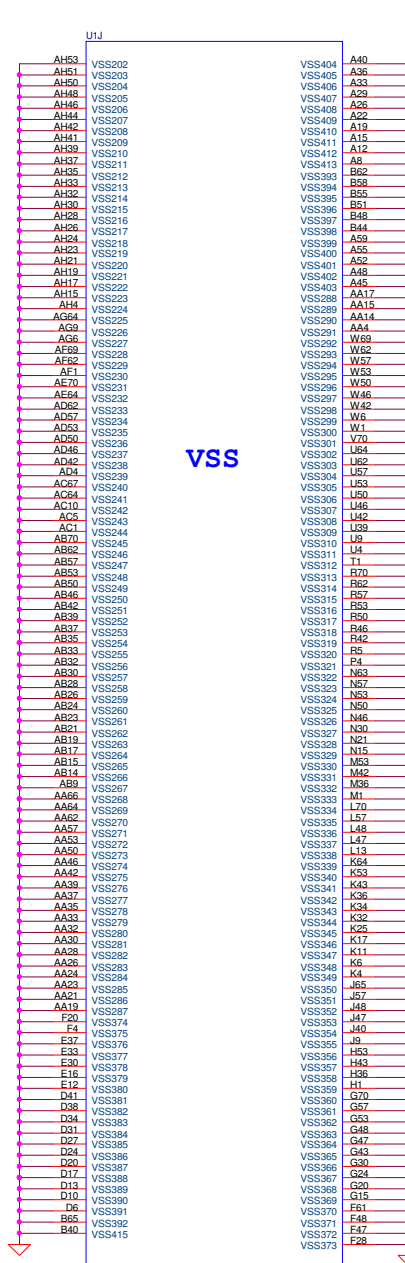 U1J
AH53 VSS202
AH51 VSS203
AH50 VSS204
AH48 VSS205
AH46 VSS206
AH44 VSS207
AH42 VSS208
AH41 VSS209
AH39 VSS210
AH37 VSS211
AH35 VSS212
AH33 VSS213
AH32 VSS214
AH30 VSS215
AH28 VSS216
AH26 VSS217
AH24 VSS218
AH23 VSS219
AH21 VSS220
AH19 VSS221
AH17 VSS222
AH15 VSS223
AH4 VSS224
AG64 VSS225
AG9 VSS226
AG6 VSS227
AF69 VSS228
AF62 VSS229
AF1 VSS230
AE70 VSS231
AE64 VSS232
AD62 VSS233
AD57 VSS234
AD53 VSS235
AD50 VSS236
AD46 VSS237
AD42 VSS238
AD4 VSS239
AC67 VSS240
AC64 VSS241
AC10 VSS242
AC5 VSS243
AC1 VSS244
AB70 VSS245
AB62 VSS246
AB57 VSS247
AB53 VSS248
AB50 VSS249
AB46 VSS250
AB42 VSS251
AB39 VSS252
AB37 VSS253
AB35 VSS254
AB33 VSS255
AB32 VSS256
AB30 VSS257
AB28 VSS258
AB26 VSS259
AB24 VSS260
AB23 VSS261
AB21 VSS262
AB19 VSS263
AB17 VSS264
AB15 VSS265
AB14 VSS266
AB9 VSS267
AA66 VSS268
AA64 VSS269
AA62 VSS270
AA57 VSS271
AA53 VSS272
AA50 VSS273
AA46 VSS274
AA42 VSS275
AA39 VSS276
AA37 VSS277
AA35 VSS278
AA33 VSS279
AA32 VSS280
AA30 VSS281
AA28 VSS282
AA26 VSS283
AA24 VSS284
AA23 VSS285
AA21 VSS286
AA19 VSS287
F20 VSS374
F4 VSS375
E37 VSS376
E33 VSS377
E30 VSS378
E16 VSS379
E12 VSS380
D41 VSS381
D38 VSS382
D34 VSS383
D31 VSS384
D27 VSS385
D24 VSS386
D20 VSS387
D17 VSS388
D13 VSS389
D10 VSS390
D6 VSS391
B65 VSS392
B40 VSS415
VSS
VSS404 A40
VSS405 A36
VSS406 A33
VSS407 A29
VSS408 A26
VSS409 A22
VSS410 A19
VSS411 A15
VSS412 A12
VSS413 A8
VSS393 B62
VSS394 B58
VSS395 B55
VSS396 B51
VSS397 B48
VSS398 B44
VSS399 A59
VSS400 A55
VSS401 A52
VSS402 A48
VSS403 A45
VSS288 AA17
VSS289 AA15
VSS290 AA14
VSS291 AA4
VSS292 W69
VSS293 W62
VSS294 W57
VSS295 W53
VSS296 W50
VSS297 W46
VSS298 W42
VSS299 W6
VSS300 W1
VSS301 V70
VSS302 U64
VSS303 U62
VSS304 U57
VSS305 U53
VSS306 U50
VSS307 U46
VSS308 U42
VSS309 U39
VSS310 U9
VSS311 U4
VSS312 T1
VSS313 R70
VSS314 R62
VSS315 R57
VSS316 R53
VSS317 R50
VSS318 R46
VSS319 R42
VSS320 R5
VSS321 P4
VSS322 N63
VSS323 N57
VSS324 N53
VSS325 N50
VSS326 N46
VSS327 N30
VSS328 N21
VSS329 N15
VSS330 M53
VSS331 M42
VSS332 M36
VSS333 M1
VSS334 L70
VSS335 L57
VSS336 L48
VSS337 L47
VSS338 L13
VSS339 K64
VSS340 K53
VSS341 K43
VSS342 K36
VSS343 K34
VSS344 K32
VSS345 K25
VSS346 K17
VSS347 K11
VSS348 K6
VSS349 K4
VSS350 J65
VSS351 J57
VSS352 J48
VSS353 J47
VSS354 J40
VSS355 J9
VSS356 H53
VSS357 H43
VSS358 H36
VSS359 H1
VSS360 G70
VSS361 G57
VSS362 G53
VSS363 G48
VSS364 G47
VSS365 G43
VSS366 G30
VSS367 G24
VSS368 G20
VSS369 G15
VSS370 F61
VSS371 F48
VSS372 F47
VSS373 F28